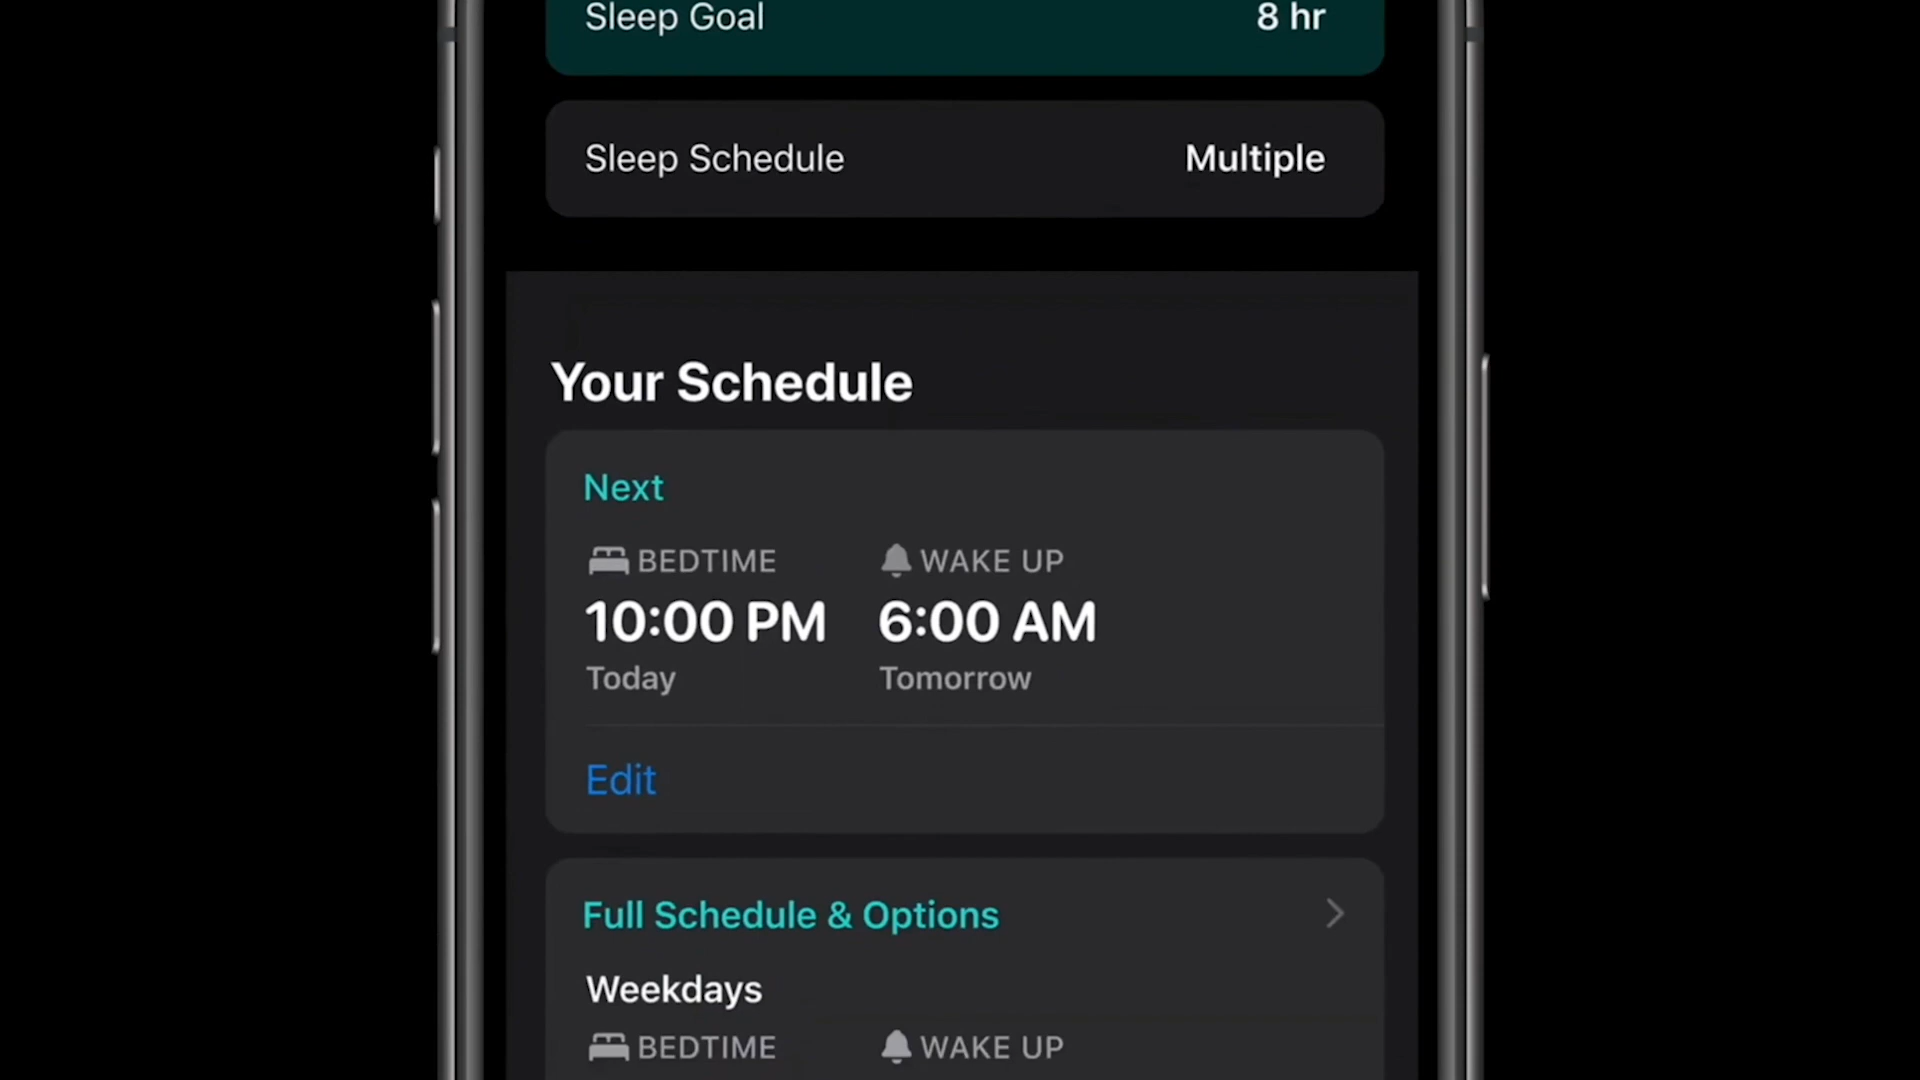 Sleep Goal 8 hr
Sleep Schedule Multiple
Your Schedule
Next
BEDTIME WAKE UP
10:00 PM 6:00 AM
Today Tomorrow
Edit
Full Schedule & Options
Weekdays
BEDTIME WAKE UP